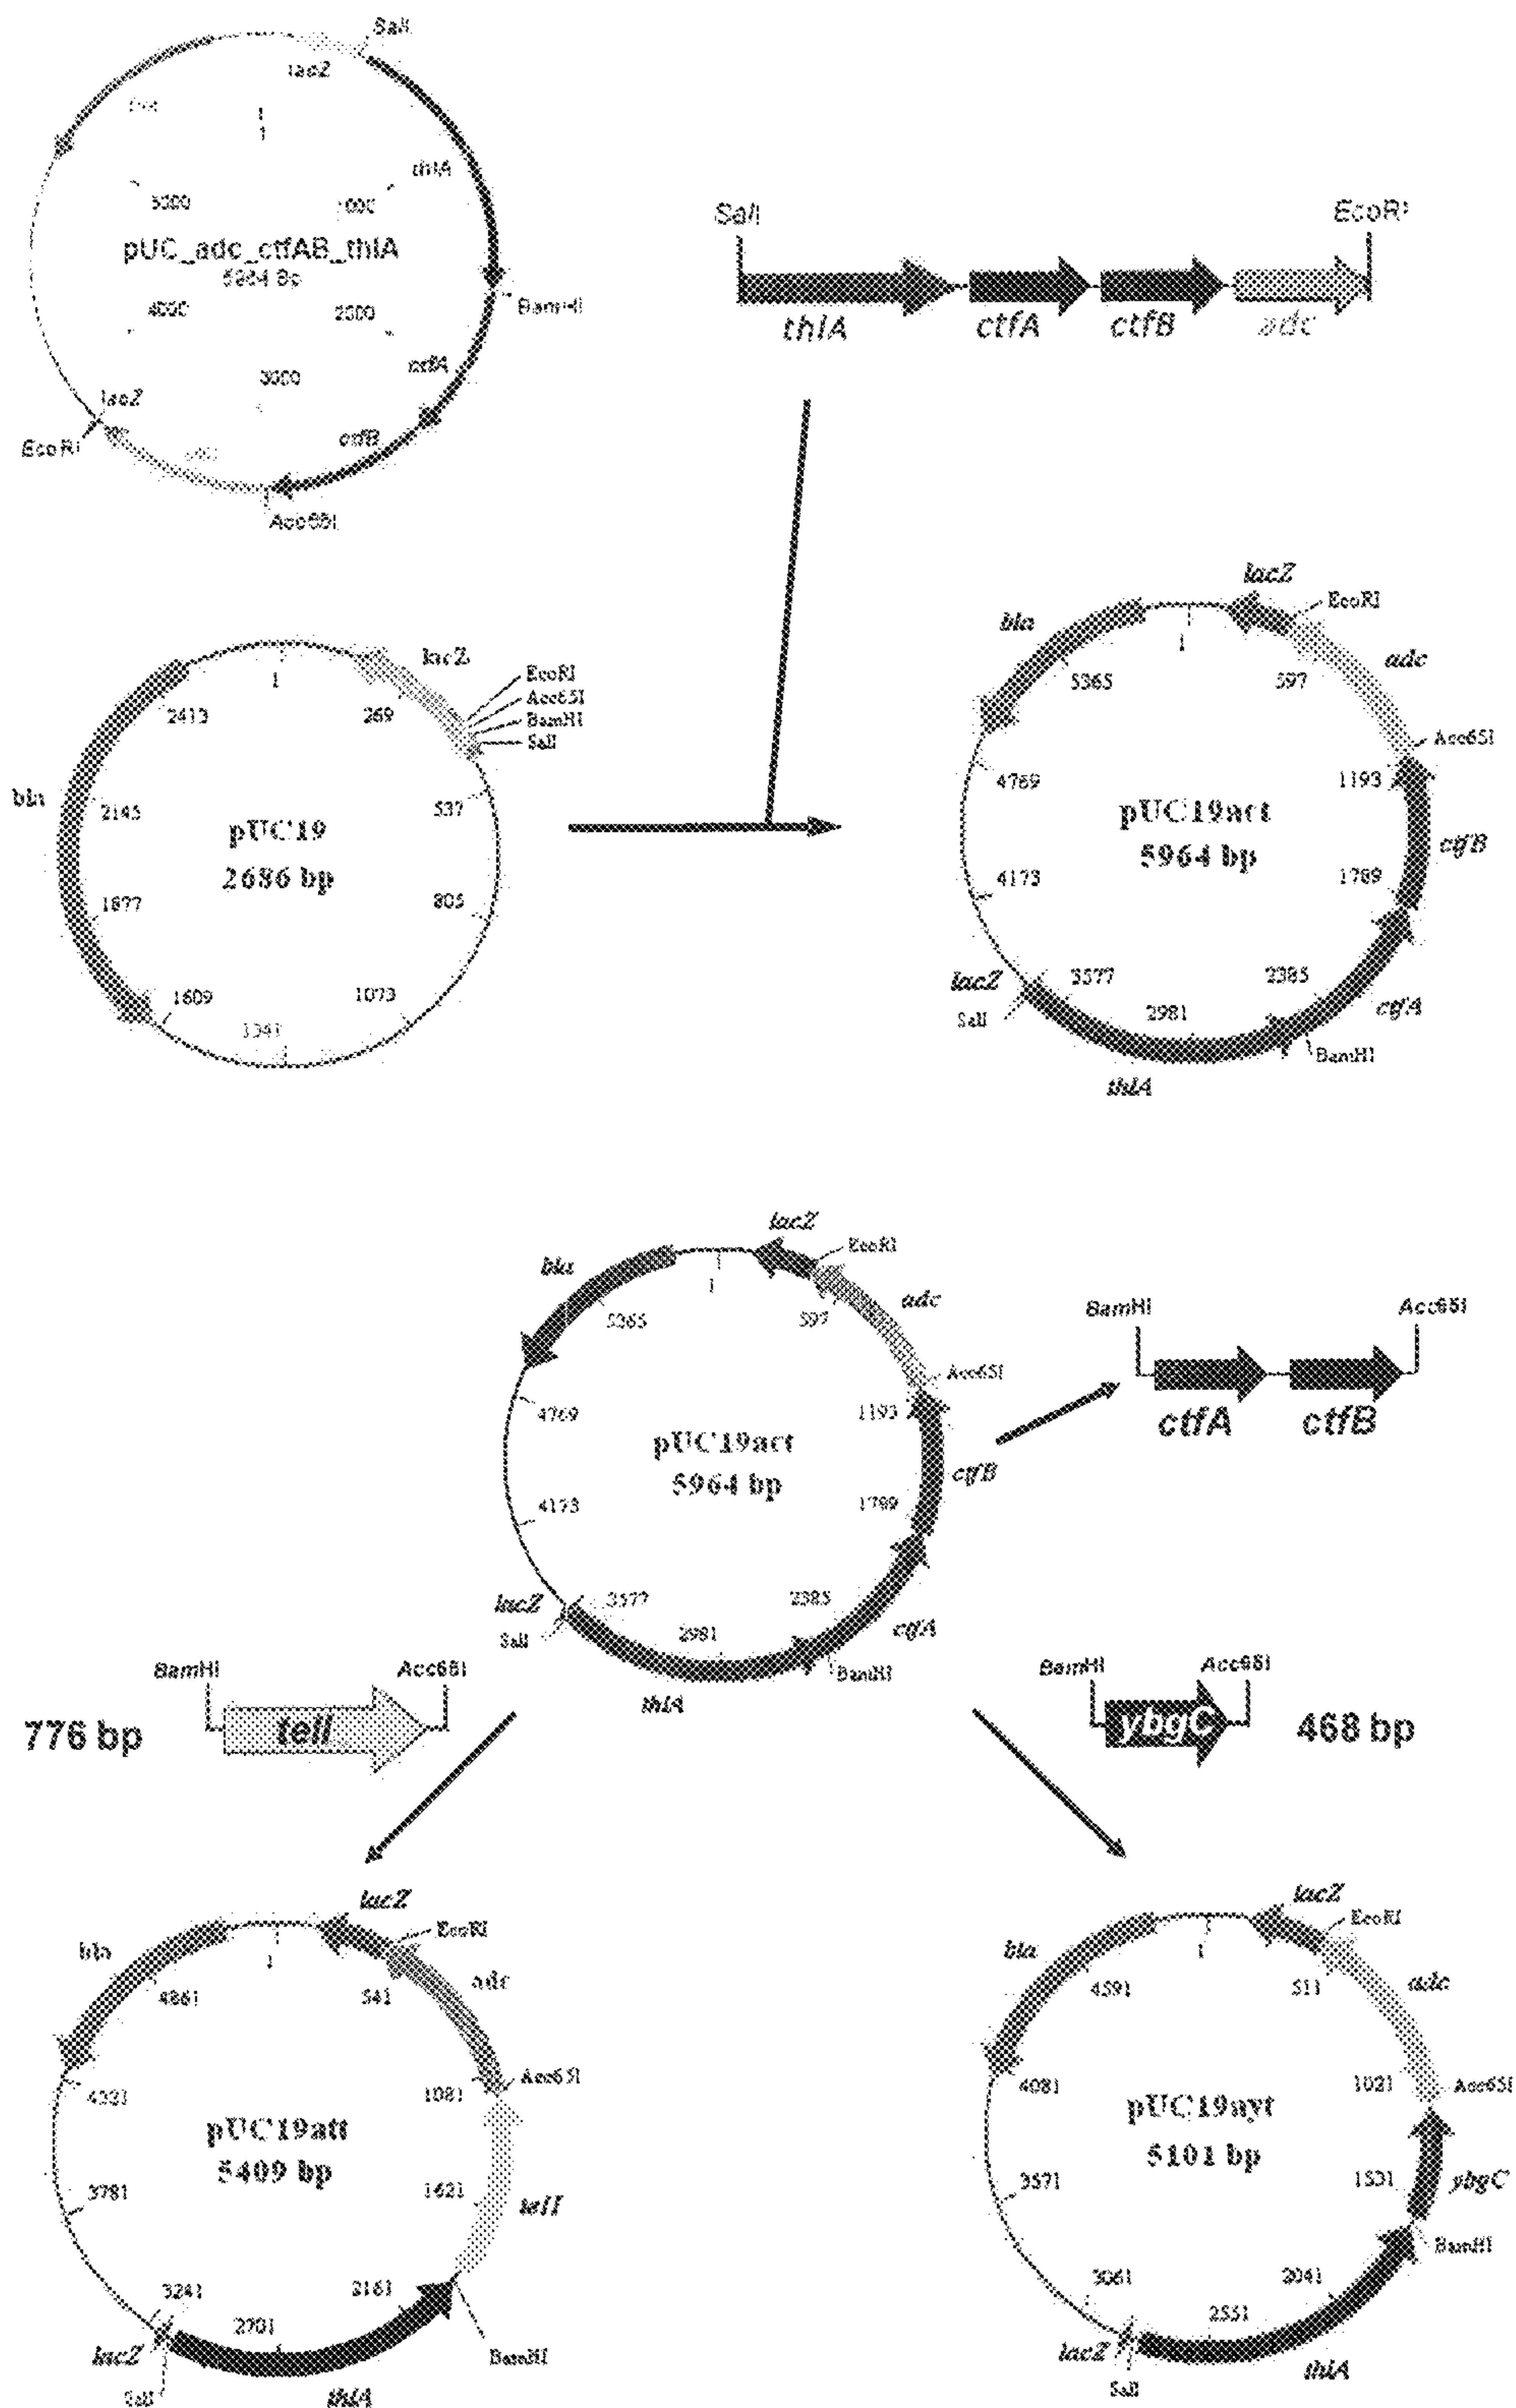 SalI
lacZ
1
thlA
5000
1000
pUC_adc_ctfAB_thlA
5964 Bp
BamHI
4000
2000
ctfA
3000
lacZ
ctfB
EcoRI
Acc65I
SalI
EcoRI
thlA
ctfA
ctfB
adc
lacZ
EcoRI
Acc65I
BamHI
SalI
1
2413
269
bla
2145
537
pUC19
2686 bp
1877
805
1609
1073
1341
lacZ
EcoRI
bla
1
adc
5365
597
Acc65I
4769
1193
pUC19act
5964 bp
ctfB
4173
1789
lacZ
3577
2385
SalI
2981
ctfA
BamHI
thlA
lacZ
EcoRI
bla
1
adc
5365
597
Acc65I
4769
1193
pUC19act
5964 bp
ctfB
4173
1789
lacZ
3577
2385
SalI
2981
ctfA
BamHI
thlA
BamHI
Acc65I
ctfA
ctfB
BamHI
Acc65I
776 bp
teII
BamHI
Acc65I
ybgC
468 bp
lacZ
EcoRI
bla
1
adc
4861
541
4321
1081
Acc65I
pUC19att
5409 bp
3781
1621
teII
3241
2161
2701
lacZ
BamHI
SalI
thlA
lacZ
EcoRI
bla
1
adc
4591
511
4081
1021
Acc65I
pUC19ayt
5101 bp
3571
1531
ybgC
BamHI
3061
2041
2551
lacZ
thlA
SalI